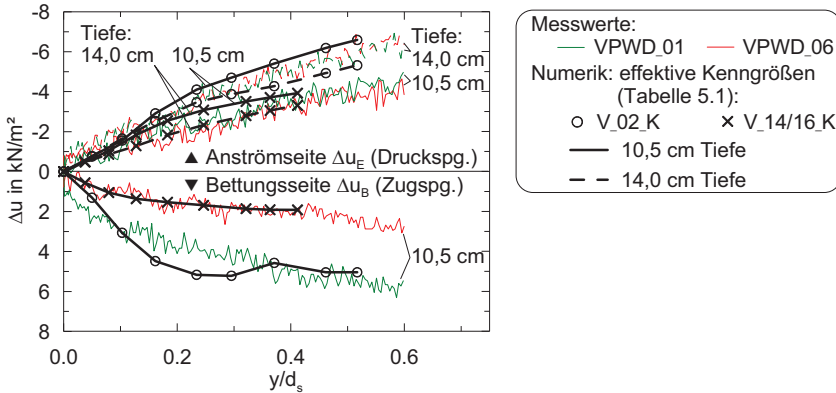 -8
-6
-4
-2
0
2
4
6
8
Δu in kN/m²
0.0
0.2
0.4
0.6
y/dₛ
Tiefe:
14,0 cm
10,5 cm
Tiefe:
14,0 cm
10,5 cm
▲ Anströmseite Δu_E (Druckspg.)
▼ Bettungsseite Δu_B (Zugspg.)
10,5 cm
Messwerte:
VPWD_01 VPWD_06
Numerik: effektive Kenngrößen
(Tabelle 5.1):
V_02_K V_14/16_K
10,5 cm Tiefe
14,0 cm Tiefe